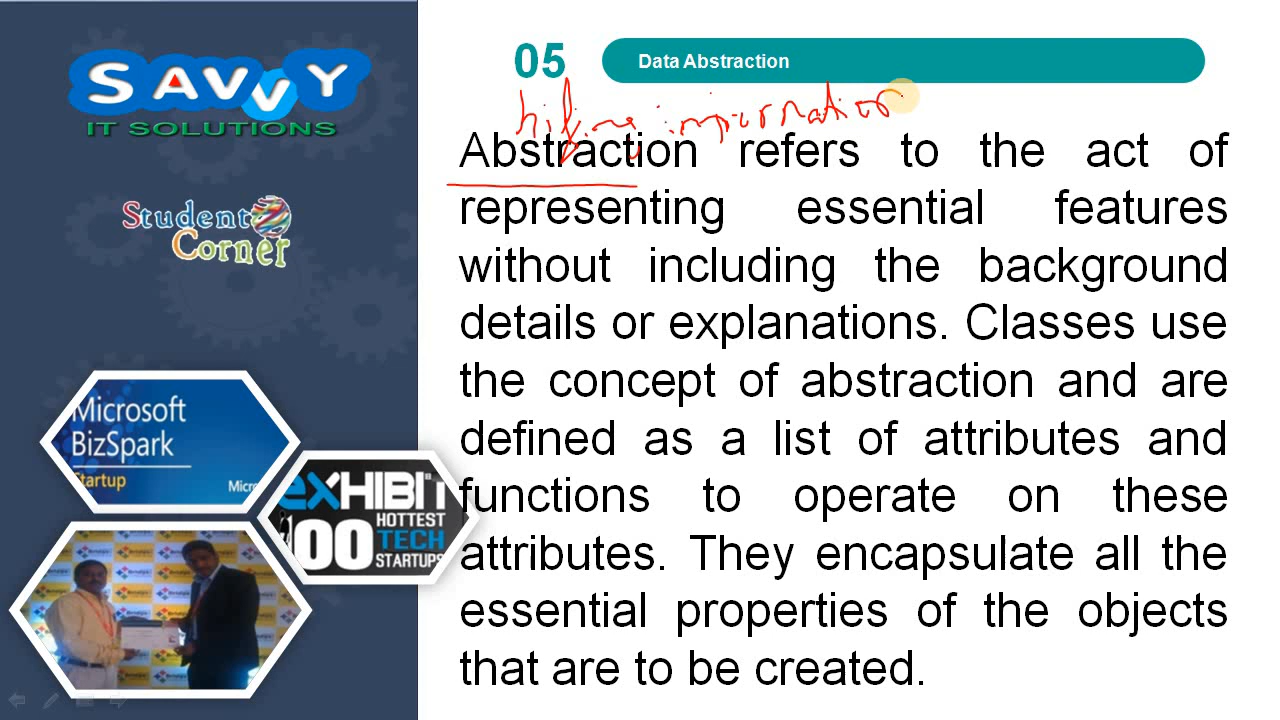 SAVVY
IT SOLUTIONS
Student
Corner
Microsoft
BizSpark
Startup
Micr
EXHIBIT
100 HOTTEST
TECH
STARTUPS
05
Data Abstraction
hiding information
Abstraction refers to the act of
representing essential features
without including the background
details or explanations. Classes use
the concept of abstraction and are
defined as a list of attributes and
functions to operate on these
attributes. They encapsulate all the
essential properties of the objects
that are to be created.